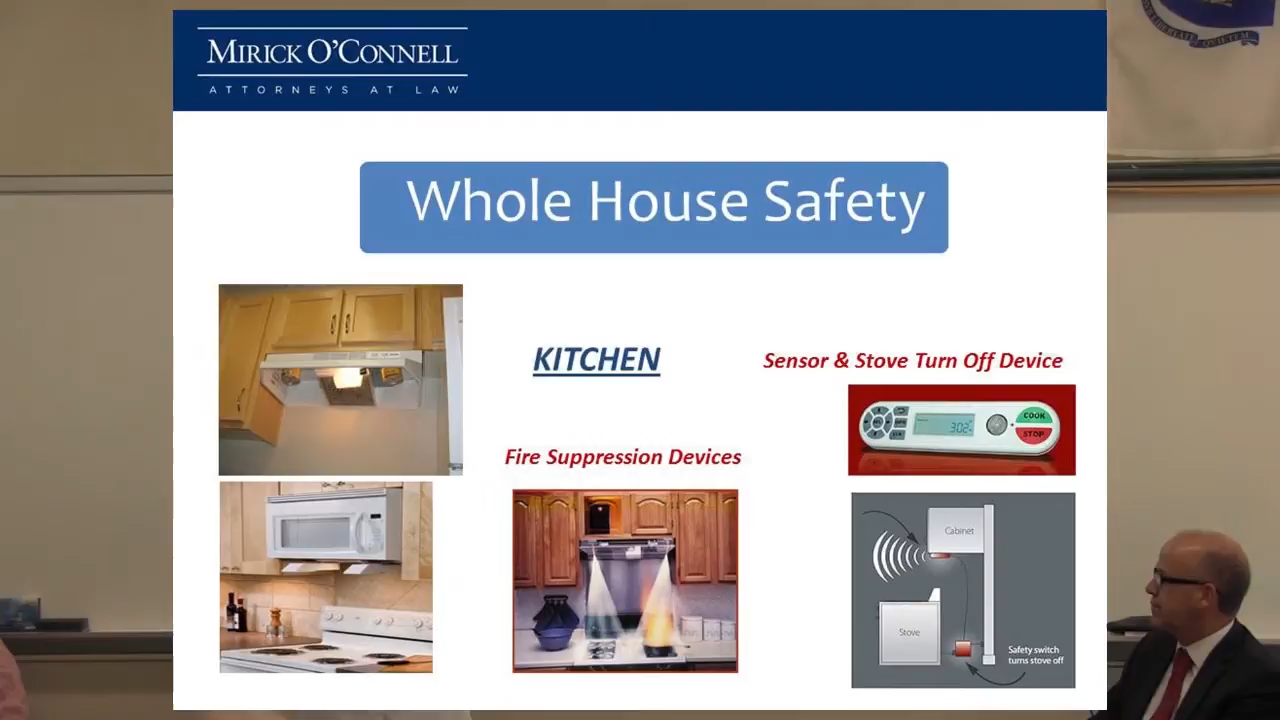 MIRICK O'CONNELL
ATTORNEYS AT LAW
Whole House Safety
KITCHEN
Sensor & Stove Turn Off Device
Fire Suppression Devices
COOK
STOP
302
Cabinet
Stove
Safety switch
turns stove off